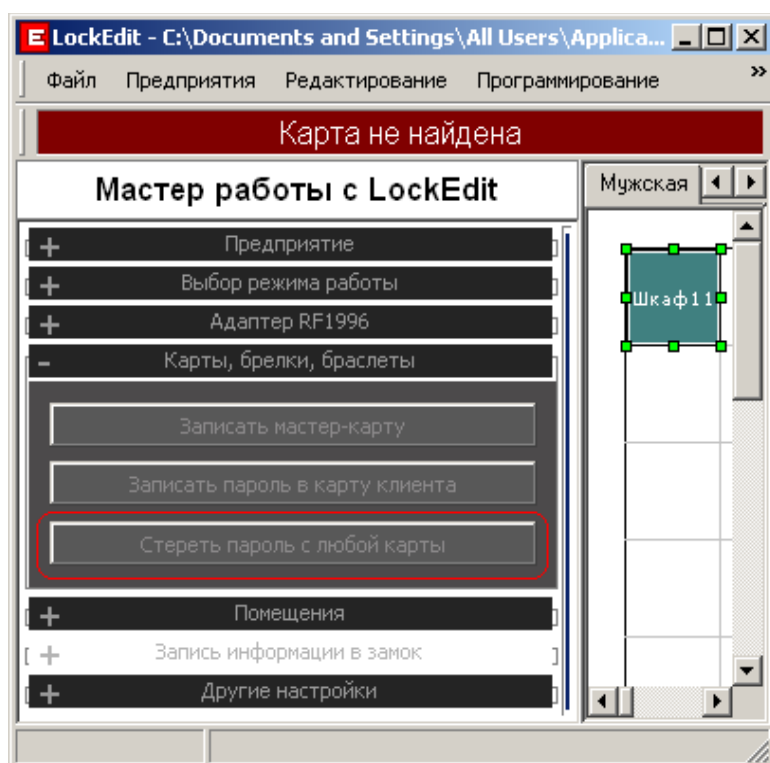 E LockEdit - C:\Documents and Settings\All Users\Applica...
Файл Предприятия Редактирование Программирование »
Карта не найдена
Мастер работы с LockEdit
Мужская
+ Предприятие
+ Выбор режима работы
+ Адаптер RF1996
- Карты, брелки, браслеты
Записать мастер-карту
Записать пароль в карту клиента
Стереть пароль с любой карты
+ Помещения
+ Запись информации в замок
+ Другие настройки
Шкаф11